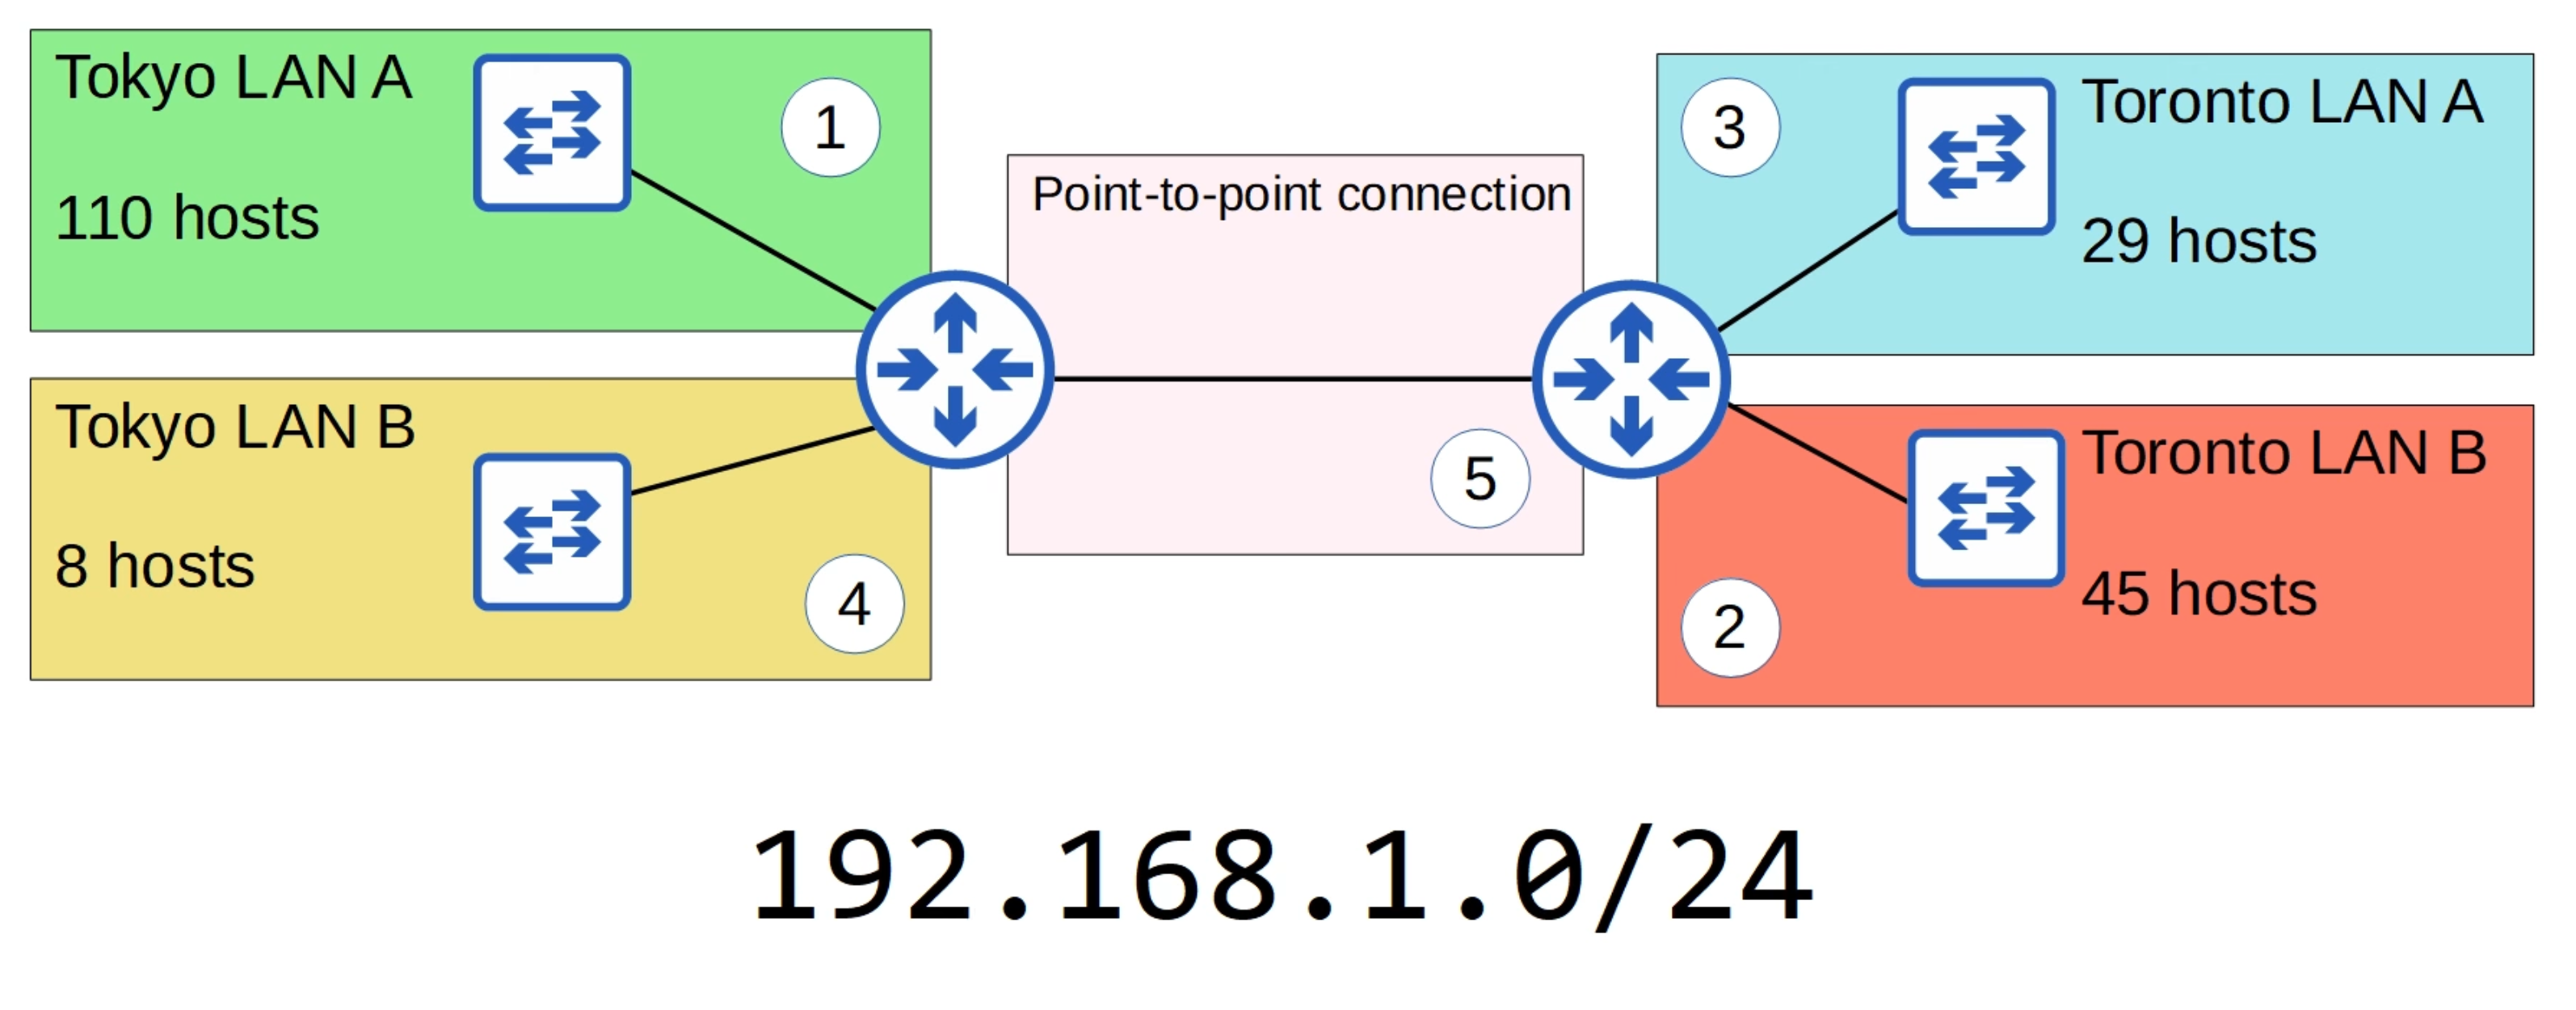 Tokyo LAN A
110 hosts
1
Point-to-point connection
5
3
Toronto LAN A
29 hosts
Tokyo LAN B
8 hosts
4
Toronto LAN B
45 hosts
2
192.168.1.0/24